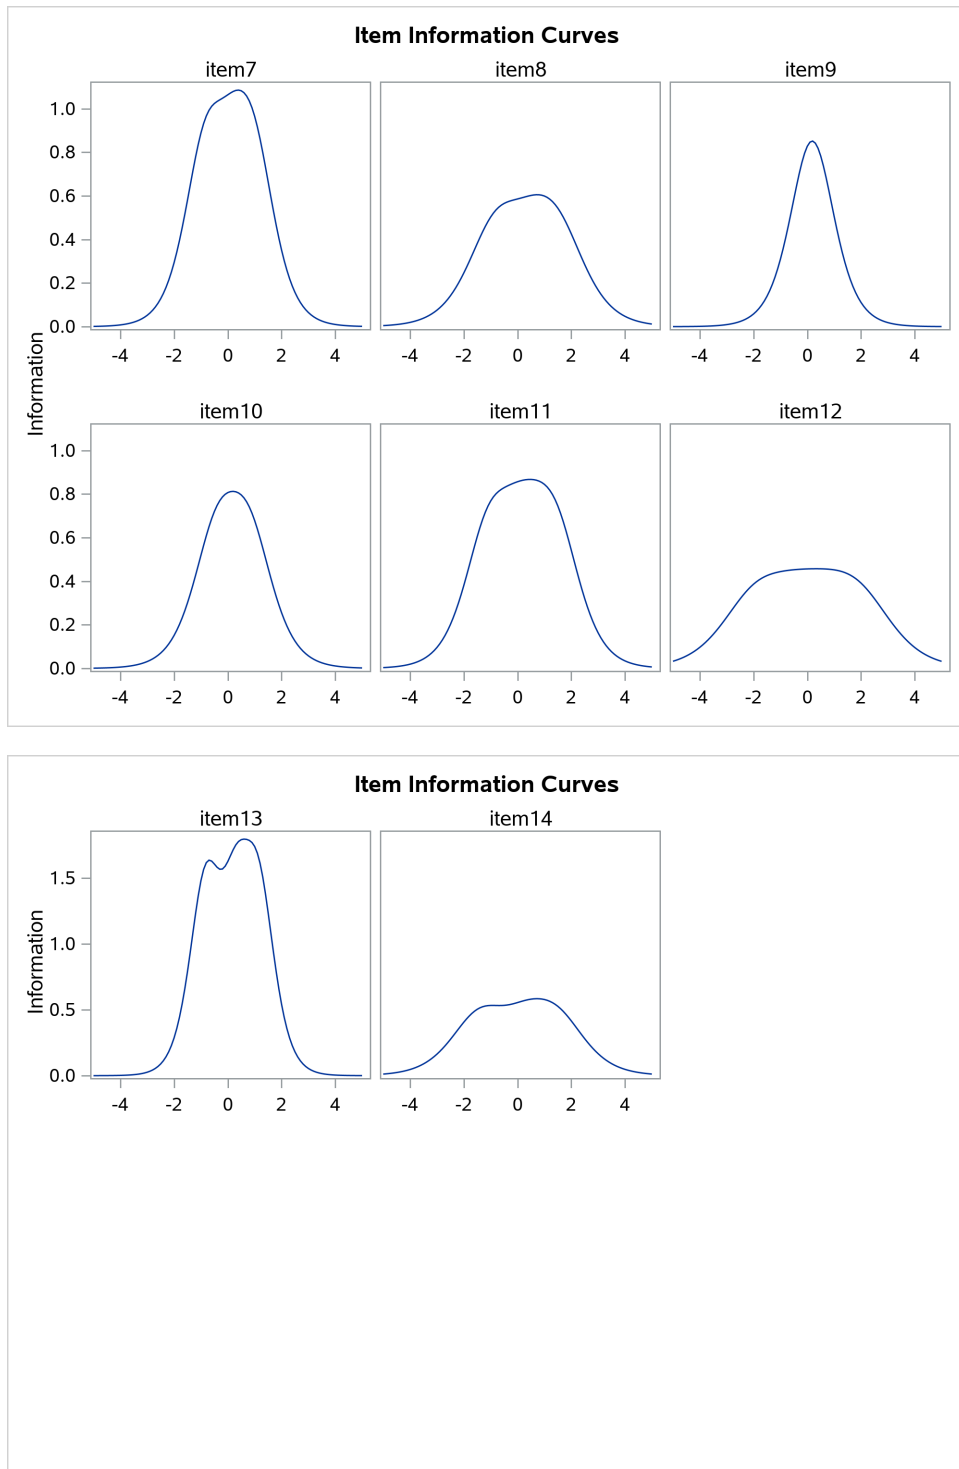 Item Information Curves
item7 item8 item9
1.0
0.8
0.6
0.4
0.2
0.0
-4 -2 0 2 4 -4 -2 0 2 4 -4 -2 0 2 4
Information
item10 item11 item12
1.0
0.8
0.6
0.4
0.2
0.0
-4 -2 0 2 4 -4 -2 0 2 4 -4 -2 0 2 4
Item Information Curves
item13 item14
1.5
Information
1.0
0.5
0.0
-4 -2 0 2 4 -4 -2 0 2 4